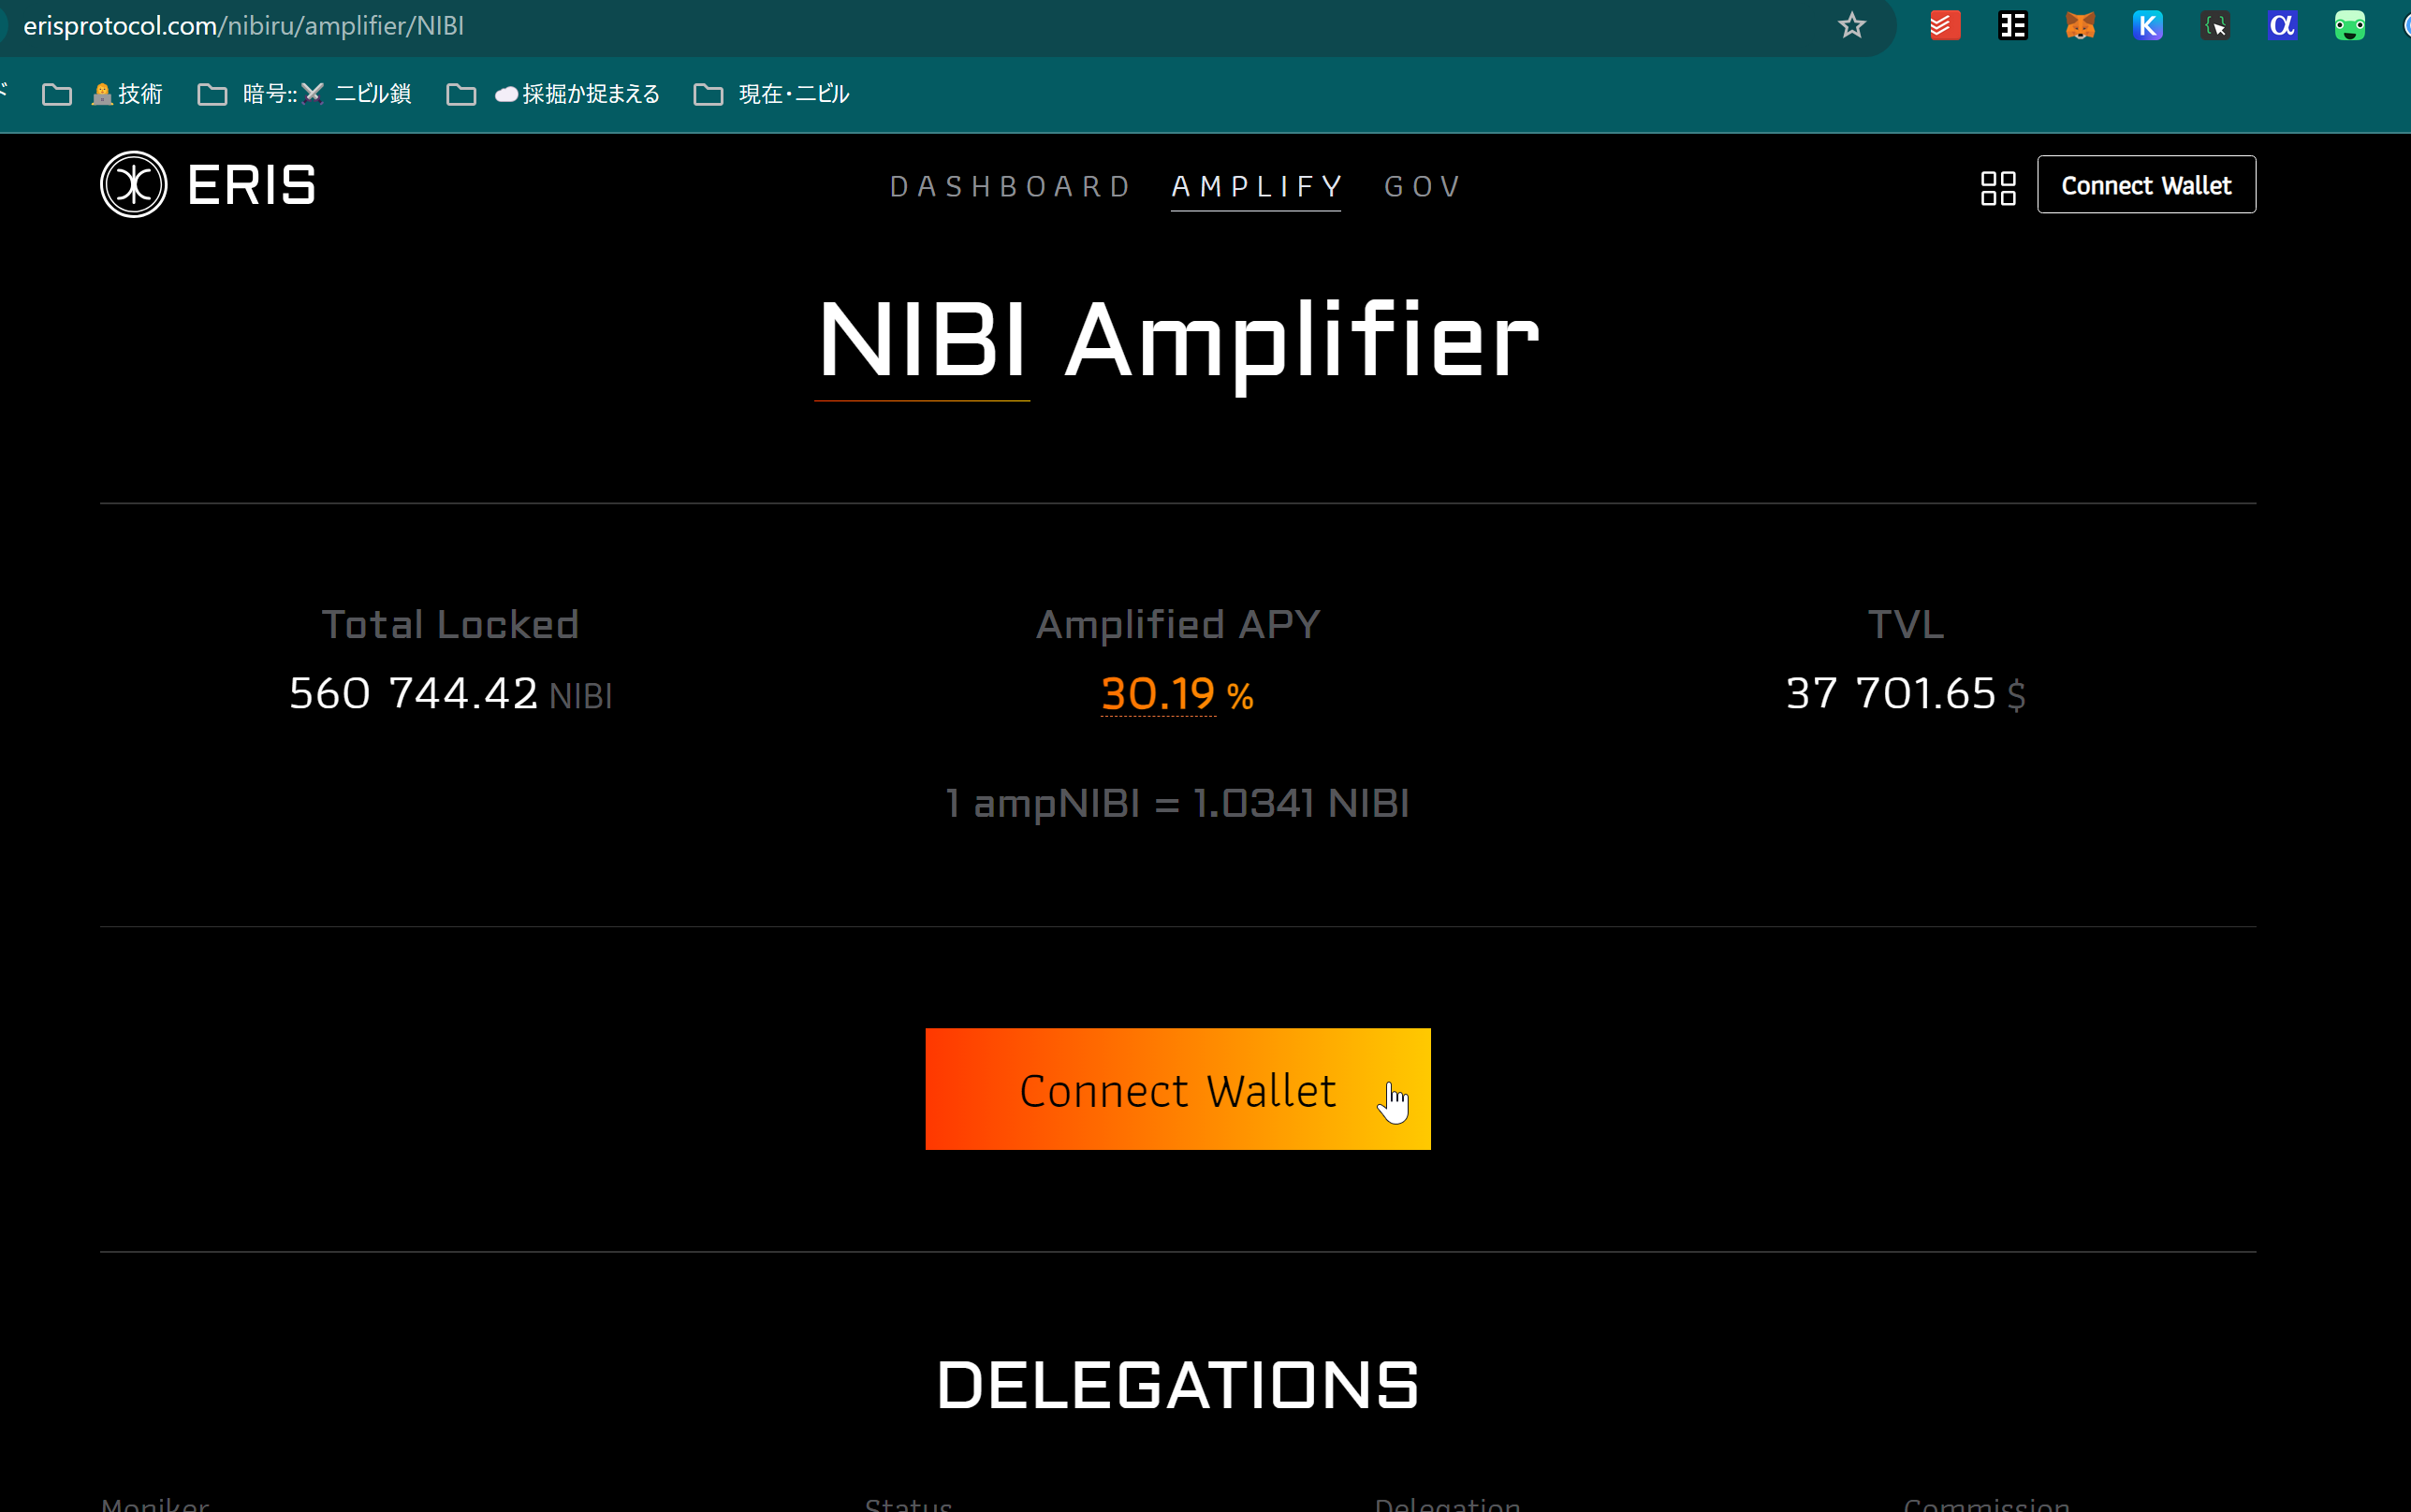 erisprotocol.com/nibiru/amplifier/NIBI
技術 暗号::⚔️ ニビル鎖 採掘か捉まえる 現在・ニビル
ERIS DASHBOARD AMPLIFY GOV Connect Wallet
NIBI Amplifier
Total Locked Amplified APY TVL
560 744.42 NIBI 30.19 % 37 701.65 $
1 ampNIBI = 1.0341 NIBI
Connect Wallet
DELEGATIONS
Moniker Status Delegation Commission